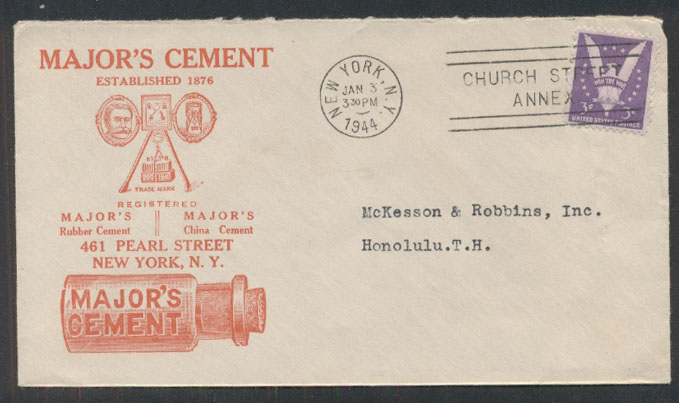 MAJOR'S CEMENT
ESTABLISHED 1876
TRADE MARK
REGISTERED
MAJOR'S
Rubber Cement
MAJOR'S
China Cement
461 PEARL STREET
NEW YORK, N. Y.
MAJOR'S
CEMENT
NEW YORK, N.Y.
JAN 3
3 30 PM
1944
CHURCH STREET
ANNEX
WIN THE WAR
3¢ 3¢
UNITED STATES POSTAGE
McKesson & Robbins, Inc.
Honolulu.T.H.